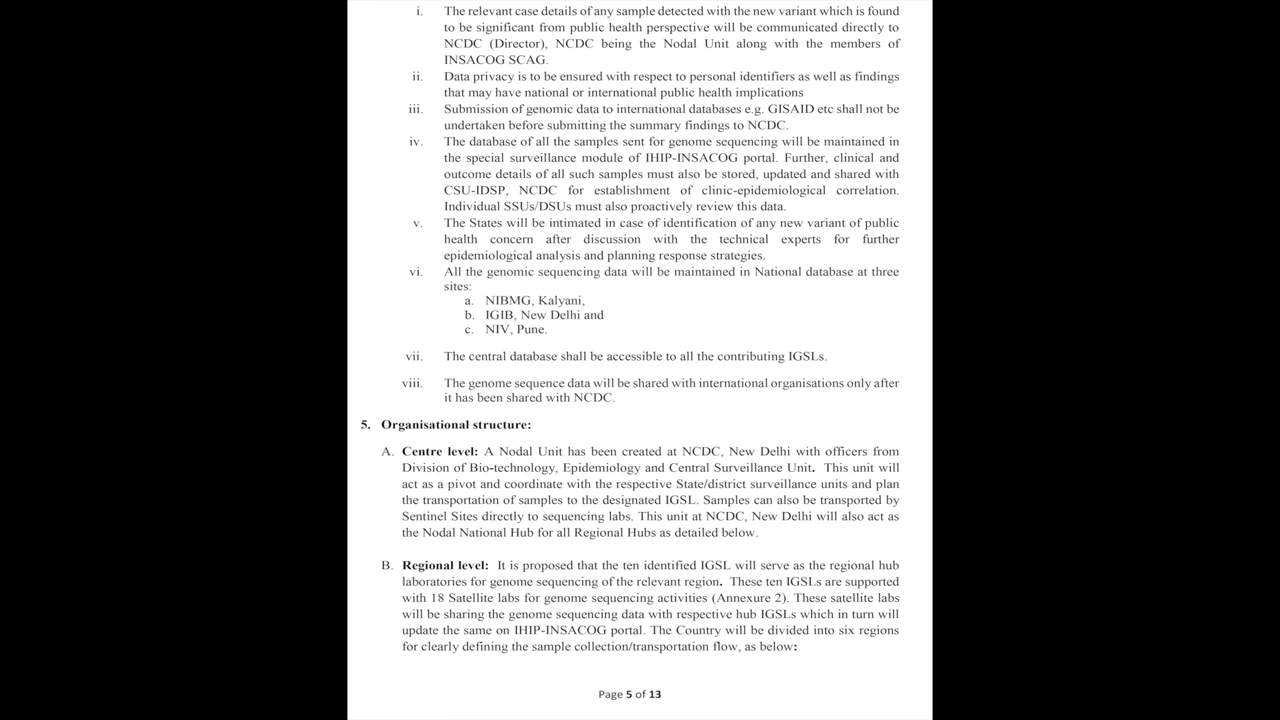 i. The relevant case details of any sample detected with the new variant which is found
to be significant from public health perspective will be communicated directly to
NCDC (Director), NCDC being the Nodal Unit along with the members of
INSACOG SCAG.
ii. Data privacy is to be ensured with respect to personal identifiers as well as findings
that may have national or international public health implications
iii. Submission of genomic data to international databases e.g. GISAID etc shall not be
undertaken before submitting the summary findings to NCDC.
iv. The database of all the samples sent for genome sequencing will be maintained in
the special surveillance module of IHIP-INSACOG portal. Further, clinical and
outcome details of all such samples must also be stored, updated and shared with
CSU-IDSP, NCDC for establishment of clinic-epidemiological correlation.
Individual SSUs/DSUs must also proactively review this data.
v. The States will be intimated in case of identification of any new variant of public
health concern after discussion with the technical experts for further
epidemiological analysis and planning response strategies.
vi. All the genomic sequencing data will be maintained in National database at three
sites:
a. NIBMG, Kalyani,
b. IGIB, New Delhi and
c. NIV, Pune.
vii. The central database shall be accessible to all the contributing IGSLs.
viii. The genome sequence data will be shared with international organisations only after
it has been shared with NCDC.
5. Organisational structure:
A. Centre level: A Nodal Unit has been created at NCDC, New Delhi with officers from
Division of Bio-technology, Epidemiology and Central Surveillance Unit. This unit will
act as a pivot and coordinate with the respective State/district surveillance units and plan
the transportation of samples to the designated IGSL. Samples can also be transported by
Sentinel Sites directly to sequencing labs. This unit at NCDC, New Delhi will also act as
the Nodal National Hub for all Regional Hubs as detailed below.
B. Regional level: It is proposed that the ten identified IGSL will serve as the regional hub
laboratories for genome sequencing of the relevant region. These ten IGSLs are supported
with 18 Satellite labs for genome sequencing activities (Annexure 2). These satellite labs
will be sharing the genome sequencing data with respective hub IGSLs which in turn will
update the same on IHIP-INSACOG portal. The Country will be divided into six regions
for clearly defining the sample collection/transportation flow, as below:
Page 5 of 13